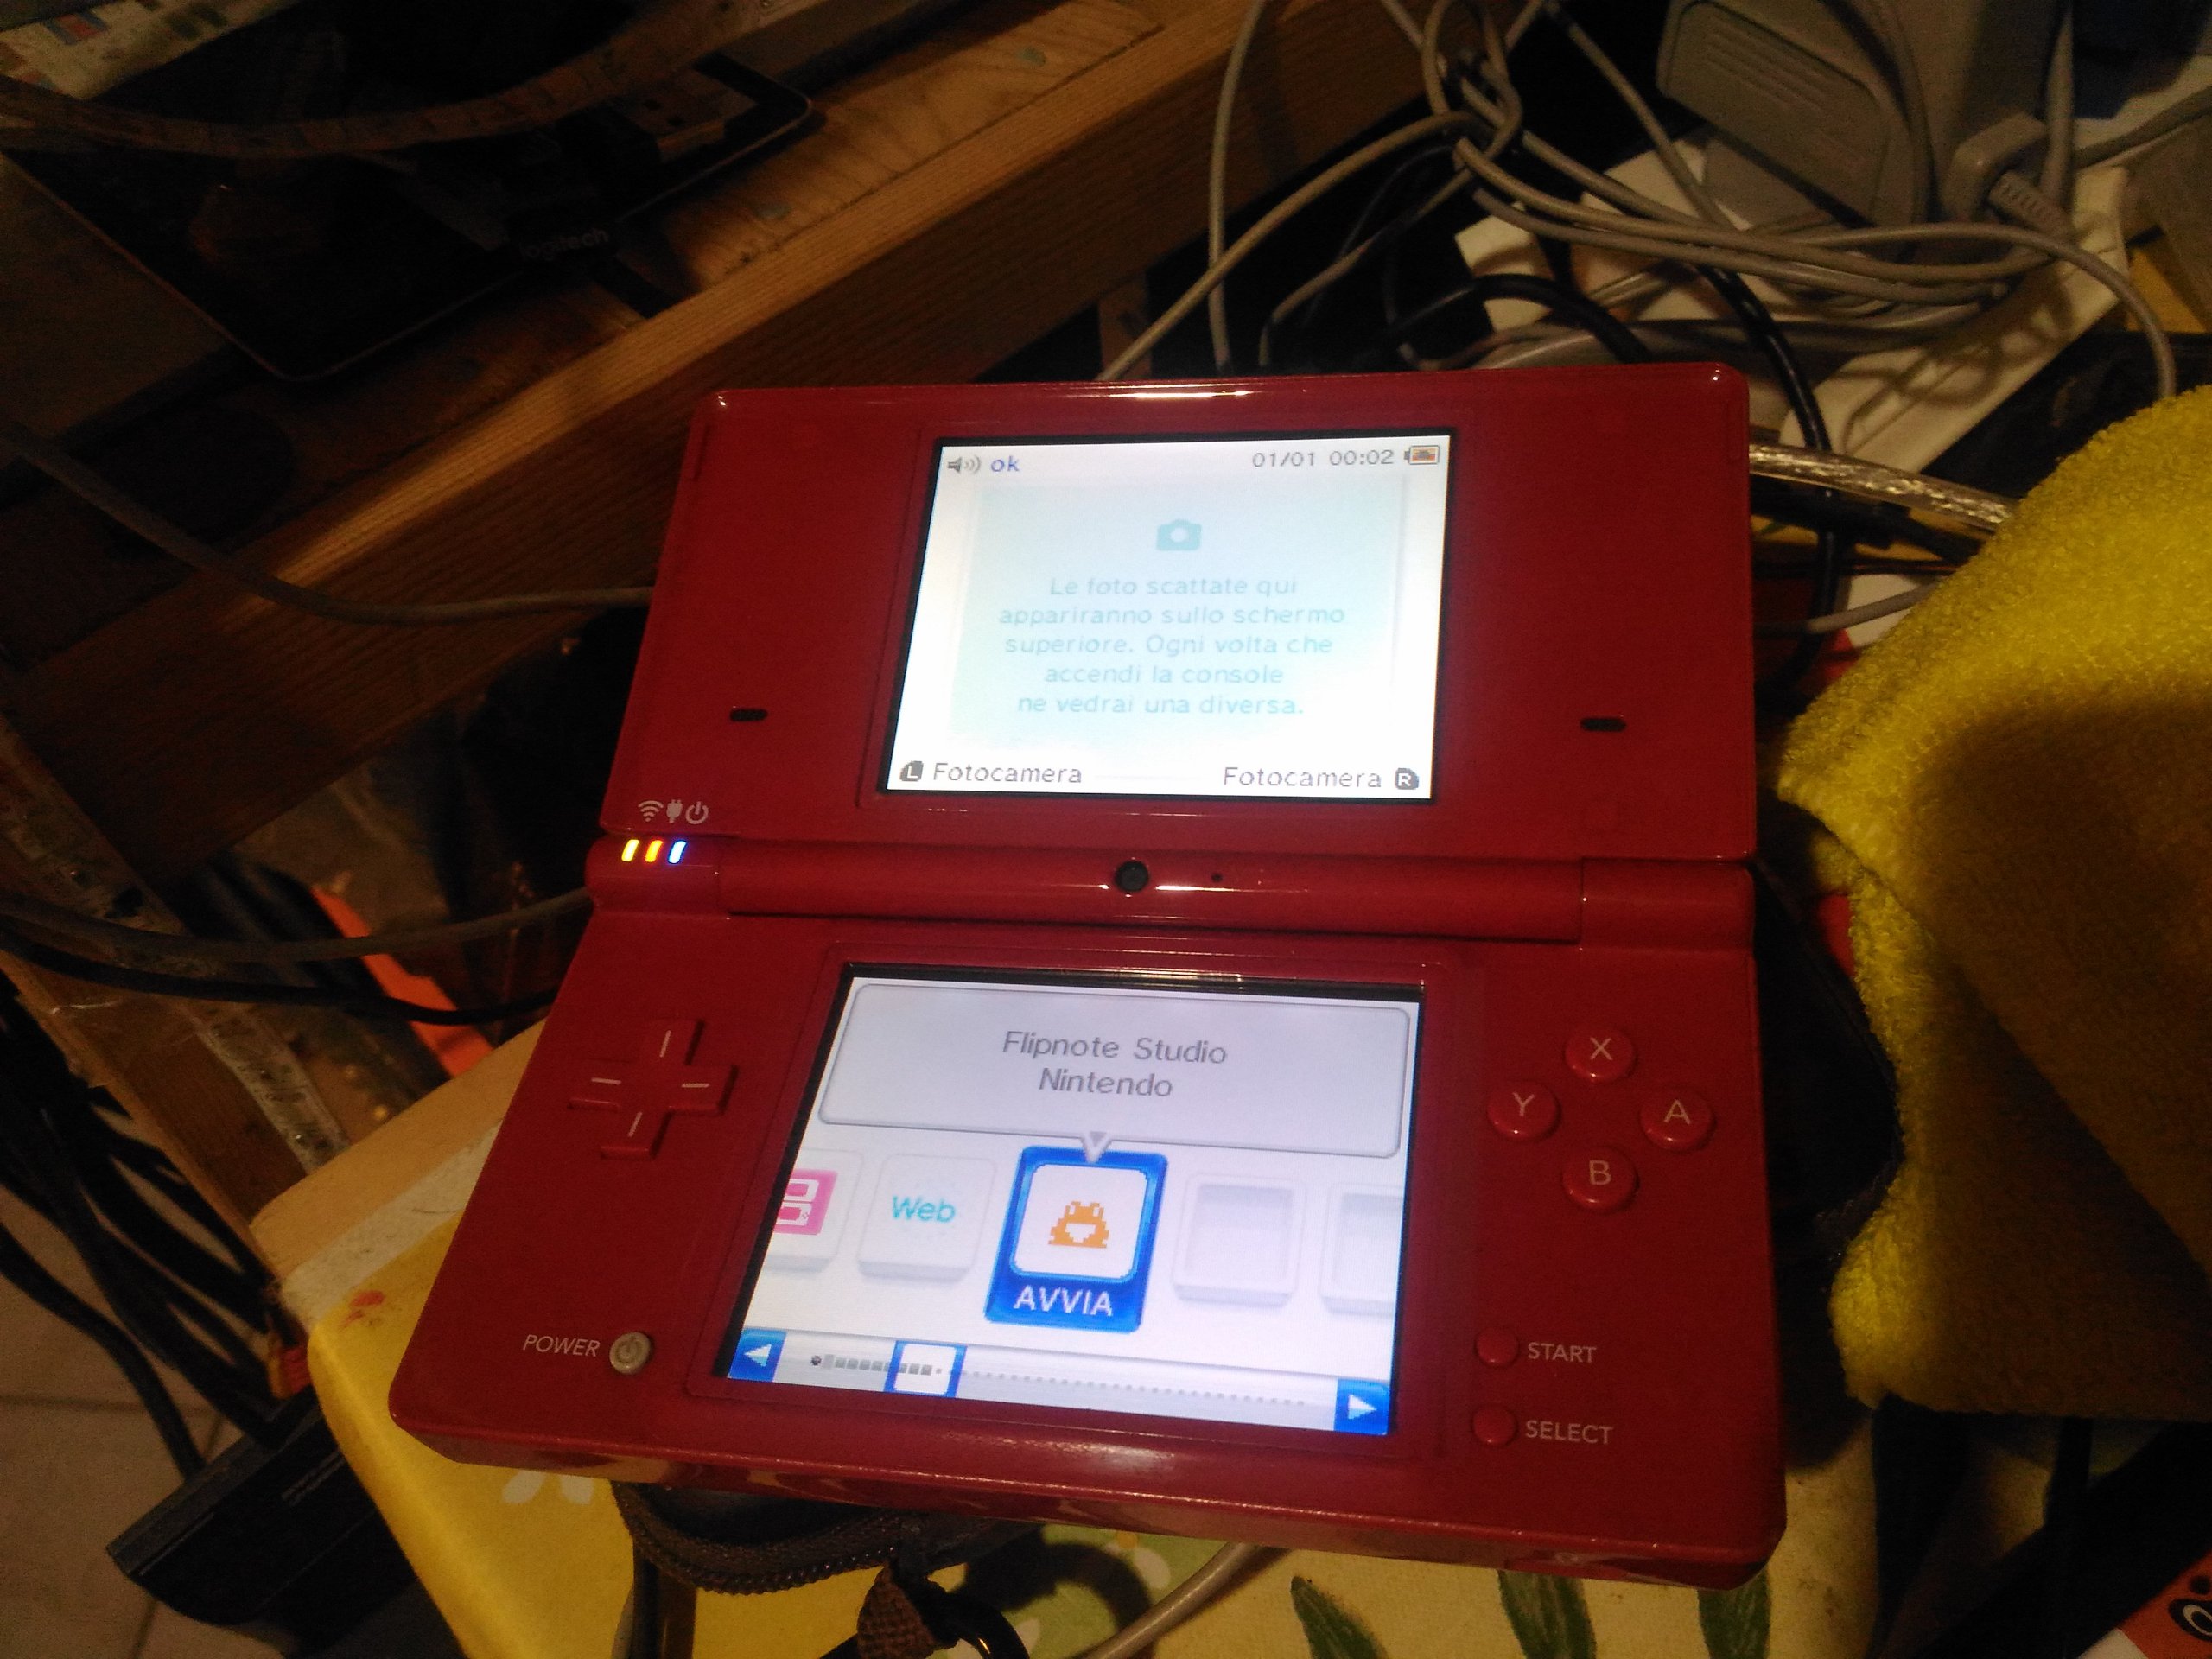 logitech
ok
01/01 00:02
Le foto scattate qui
appariranno sullo schermo
superiore. Ogni volta che
accendi la console
ne vedrai una diversa.
L Fotocamera
Fotocamera R
Flipnote Studio
Nintendo
Web
AVVIA
X
Y
A
B
POWER
START
SELECT